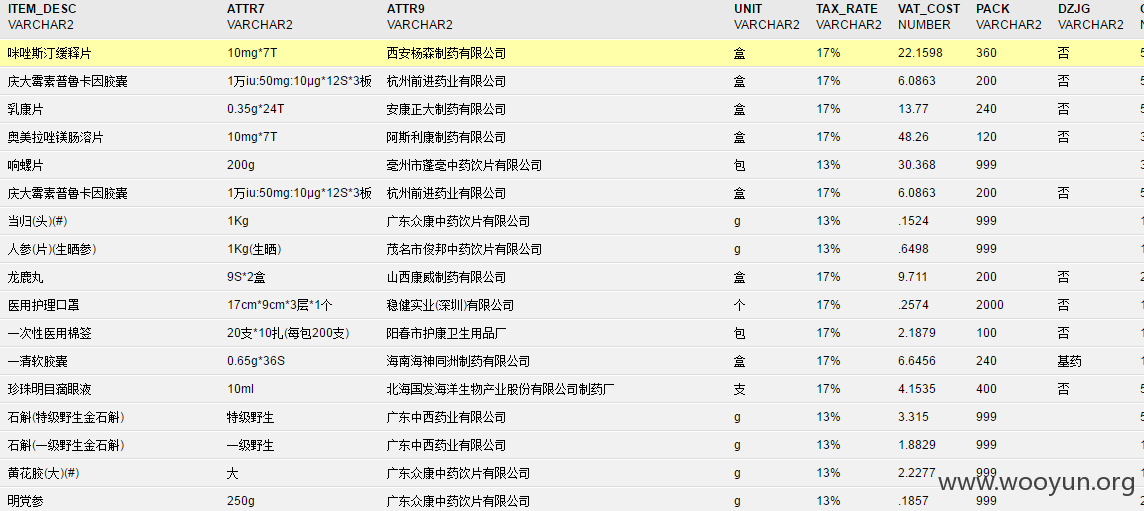 ITEM_DESC ATTR7 ATTR9 UNIT TAX_RATE VAT_COST PACK DZJG
VARCHAR2 VARCHAR2 VARCHAR2 VARCHAR2 VARCHAR2 NUMBER VARCHAR2 VARCHAR2
咪唑斯汀缓释片 10mg*7T 西安杨森制药有限公司 盒 17% 22.1598 360 否
庆大霉素普鲁卡因胶囊 1万iu:50mg:10μg*12S*3板 杭州前进药业有限公司 盒 17% 6.0863 200 否
乳康片 0.35g*24T 安康正大制药有限公司 盒 17% 13.77 240 否
奥美拉唑镁肠溶片 10mg*7T 阿斯利康制药有限公司 盒 17% 48.26 120 否
响螺片 200g 亳州市蓬亳中药饮片有限公司 包 13% 30.368 999
庆大霉素普鲁卡因胶囊 1万iu:50mg:10μg*12S*3板 杭州前进药业有限公司 盒 17% 6.0863 200 否
当归(头)(#) 1Kg 广东众康中药饮片有限公司 g 13% .1524 999
人参(片)(生晒参) 1Kg(生晒) 茂名市俊邦中药饮片有限公司 g 13% .6498 999
龙鹿丸 9S*2盒 山西康威制药有限公司 盒 17% 9.711 200 否
医用护理口罩 17cm*9cm*3层*1个 稳健实业(深圳)有限公司 个 17% .2574 2000 否
一次性医用棉签 20支*10扎(每包200支) 阳春市护康卫生用品厂 包 17% 2.1879 100 否
一清软胶囊 0.65g*36S 海南海神同洲制药有限公司 盒 17% 6.6456 240 基药
珍珠明目滴眼液 10ml 北海国发海洋生物产业股份有限公司制药厂 支 17% 4.1535 400 否
石斛(特级野生金石斛) 特级野生 广东中西药业有限公司 g 13% 3.315 999
石斛(一级野生金石斛) 一级野生 广东中西药业有限公司 g 13% 1.8829 999
黄花胶(大)(#) 大 广东众康中药饮片有限公司 g 13% 2.2277 999
www.wooyun.org
明党参 250g 广东众康中药饮片有限公司 g 13% .1857 999